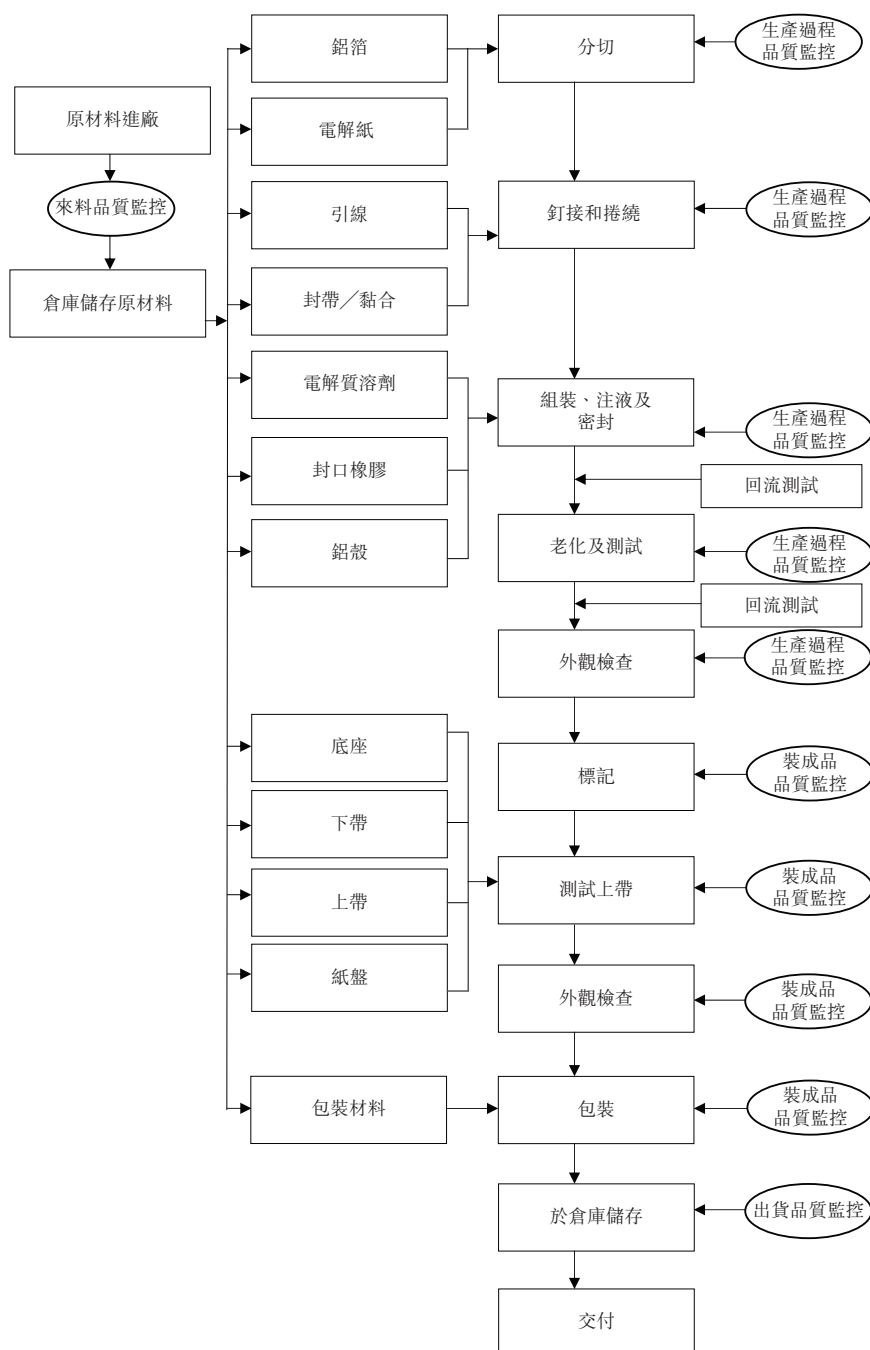 鋁箔
分切
生產過程
品質監控
原材料進廠
電解紙
來料品質監控
引線
釘接和捲繞
生產過程
品質監控
倉庫儲存原材料
封帶／黏合
電解質溶劑
組裝、注液及
密封
生產過程
品質監控
封口橡膠
回流測試
鋁殼
老化及測試
生產過程
品質監控
回流測試
外觀檢查
生產過程
品質監控
底座
標記
裝成品
品質監控
下帶
測試上帶
裝成品
品質監控
上帶
紙盤
外觀檢查
裝成品
品質監控
包裝材料
包裝
裝成品
品質監控
於倉庫儲存
出貨品質監控
交付